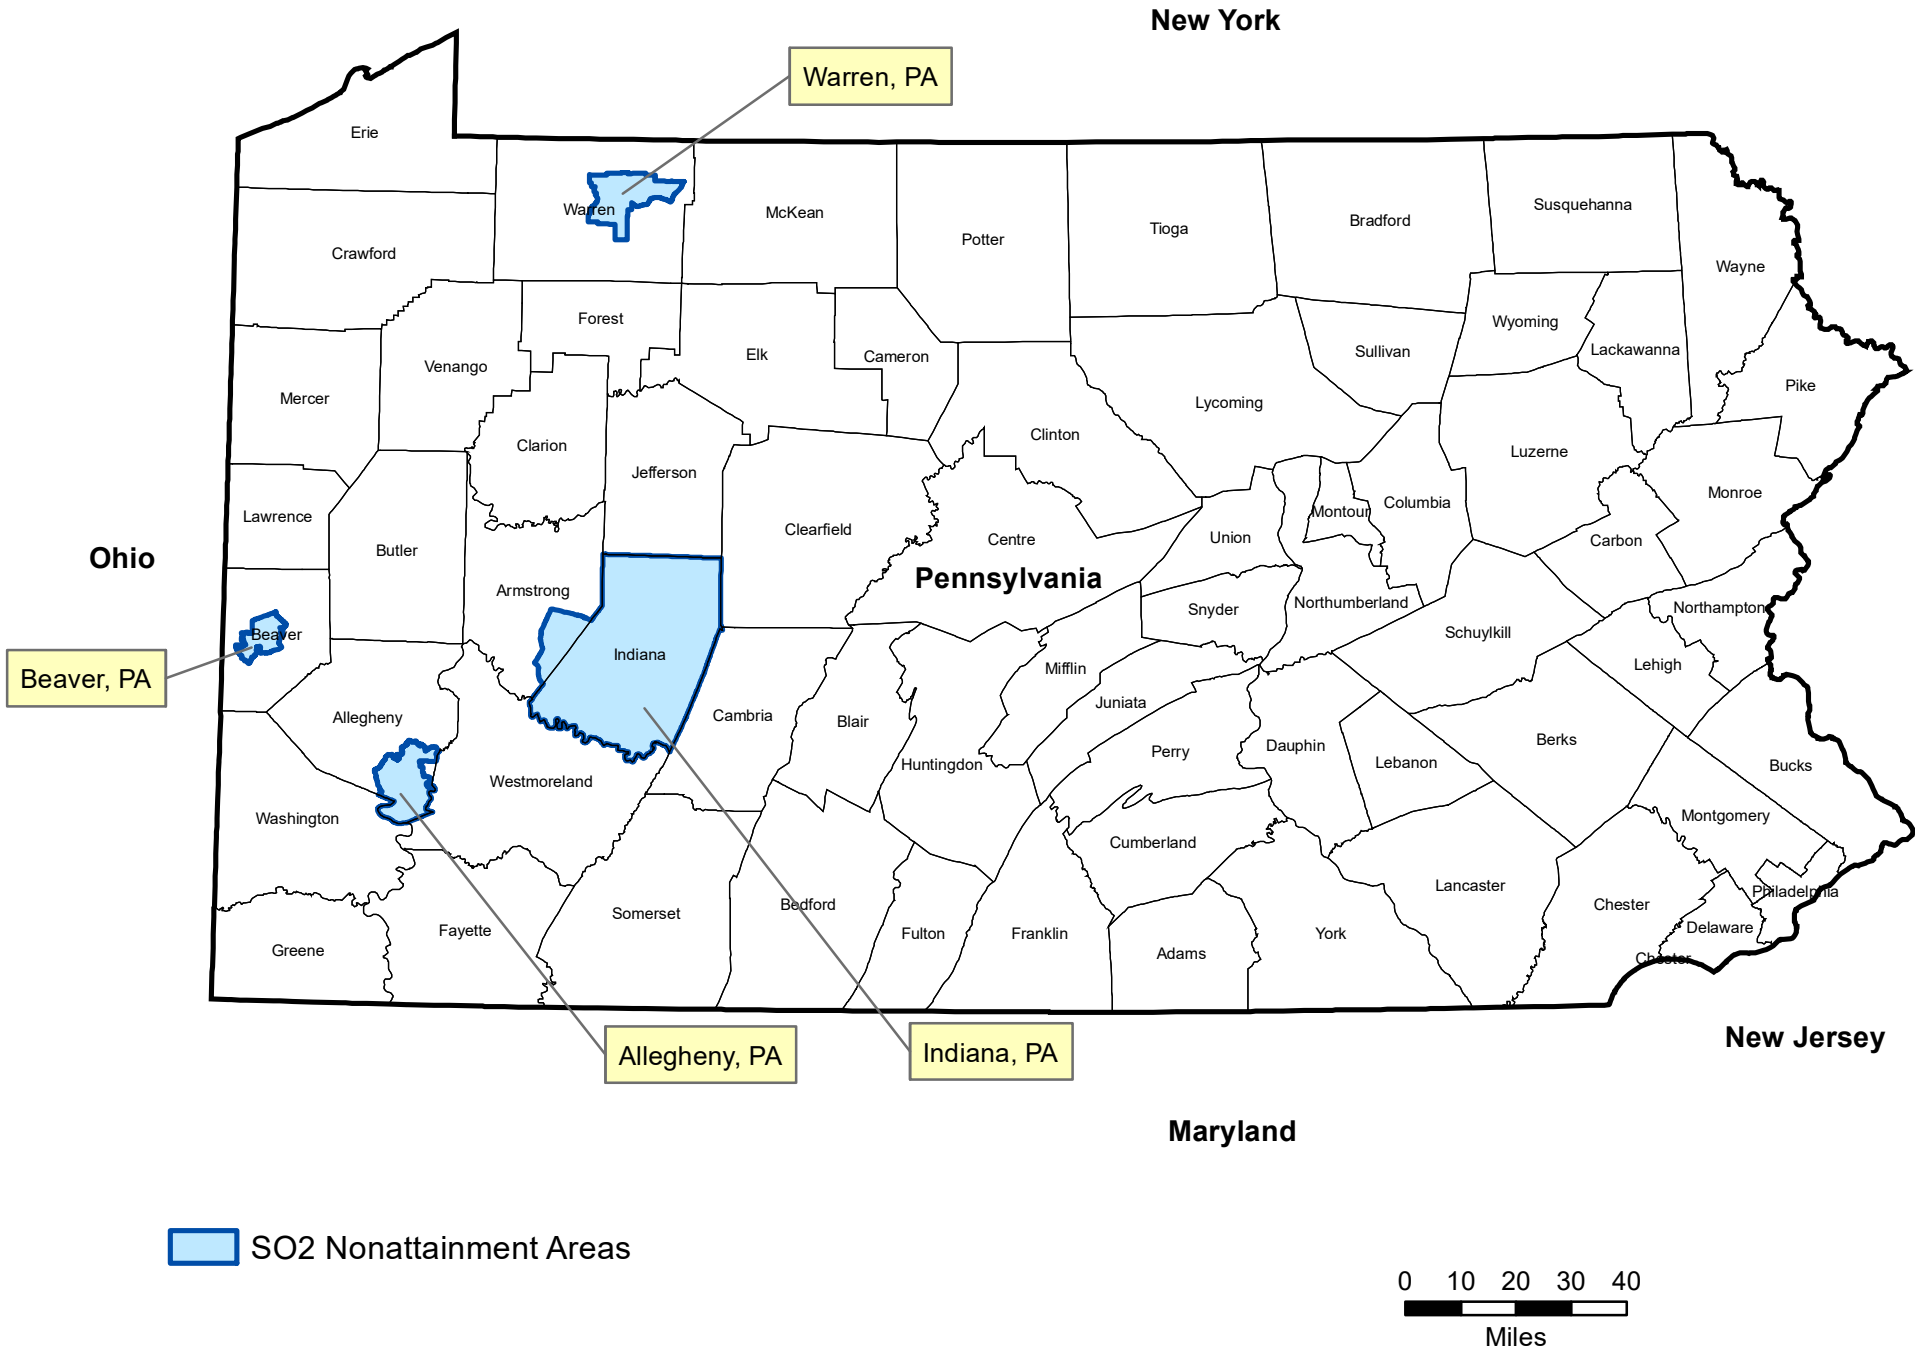 New York
Warren, PA
Erie
Warren
McKean
Potter
Tioga
Bradford
Susquehanna
Wayne
Crawford
Forest
Venango
Elk
Cameron
Wyoming
Sullivan
Lackawanna
Pike
Mercer
Clarion
Jefferson
Clinton
Lycoming
Luzerne
Monroe
Lawrence
Butler
Clearfield
Centre
Union
Montour
Columbia
Carbon
Ohio
Armstrong
Pennsylvania
Snyder
Northumberland
Northampton
Beaver
Indiana
Mifflin
Schuylkill
Lehigh
Beaver, PA
Allegheny
Cambria
Blair
Juniata
Huntingdon
Perry
Dauphin
Lebanon
Berks
Bucks
Westmoreland
Washington
Cumberland
Montgomery
Philadelphia
Lancaster
Chester
Somerset
Bedford
Greene
Fayette
Fulton
Franklin
Adams
York
Delaware
Chester
Allegheny, PA
Indiana, PA
New Jersey
Maryland
SO2 Nonattainment Areas
0 10 20 30 40
Miles